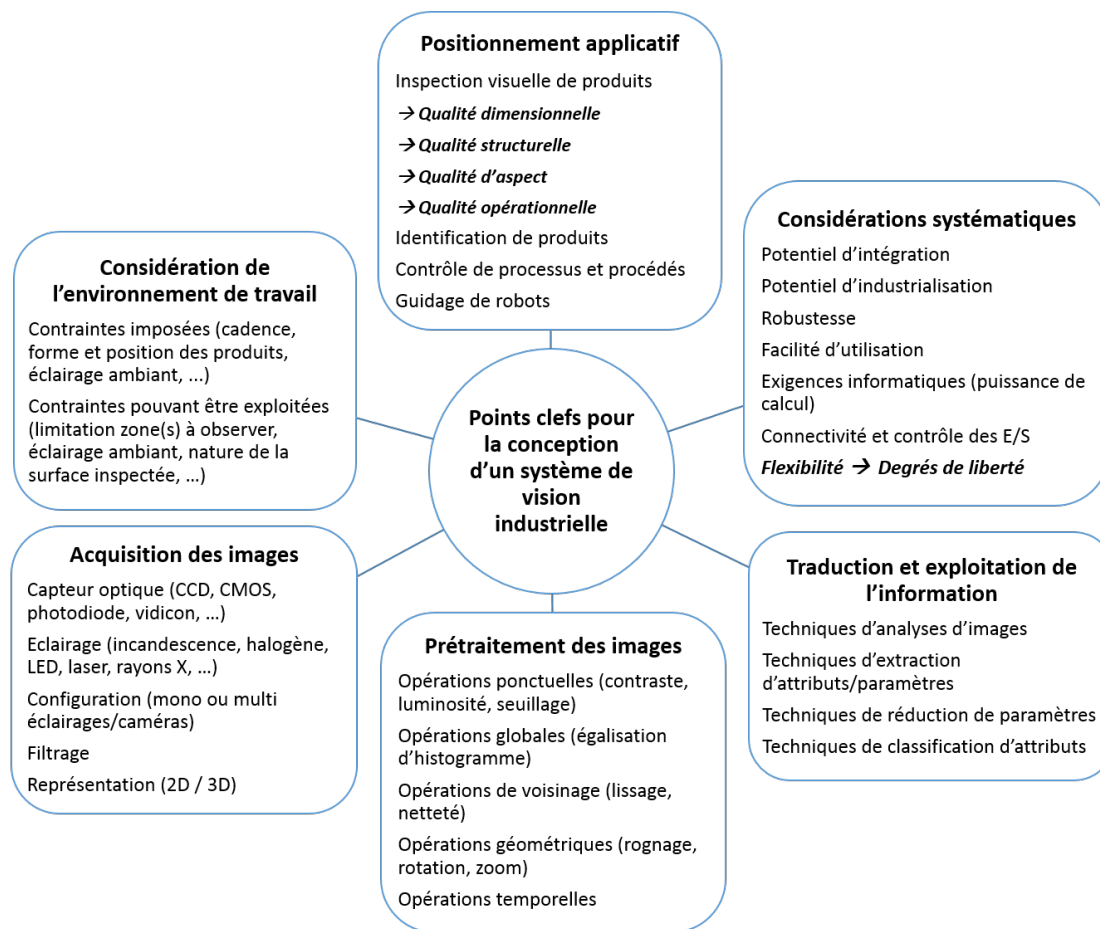 Positionnement applicatif
Inspection visuelle de produits
→ Qualité dimensionnelle
→ Qualité structurelle
→ Qualité d’aspect
→ Qualité opérationnelle
Identification de produits
Contrôle de processus et procédés
Guidage de robots
Considérations systématiques
Potentiel d’intégration
Potentiel d’industrialisation
Robustesse
Facilité d’utilisation
Exigences informatiques (puissance de
calcul)
Connectivité et contrôle des E/S
Flexibilité → Degrés de liberté
Considération de
l’environnement de travail
Contraintes imposées (cadence,
forme et position des produits,
éclairage ambiant, ...)
Contraintes pouvant être exploitées
(limitation zone(s) à observer,
éclairage ambiant, nature de la
surface inspectée, ...)
Points clefs pour
la conception
d’un système de
vision
industrielle
Acquisition des images
Capteur optique (CCD, CMOS,
photodiode, vidicon, ...)
Eclairage (incandescence, halogène,
LED, laser, rayons X, ...)
Configuration (mono ou multi
éclairages/caméras)
Filtrage
Représentation (2D / 3D)
Prétraitement des images
Opérations ponctuelles (contraste,
luminosité, seuillage)
Opérations globales (égalisation
d’histogramme)
Opérations de voisinage (lissage,
netteté)
Opérations géométriques (rognage,
rotation, zoom)
Opérations temporelles
Traduction et exploitation de
l’information
Techniques d’analyses d’images
Techniques d’extraction
d’attributs/paramètres
Techniques de réduction de paramètres
Techniques de classification d’attributs